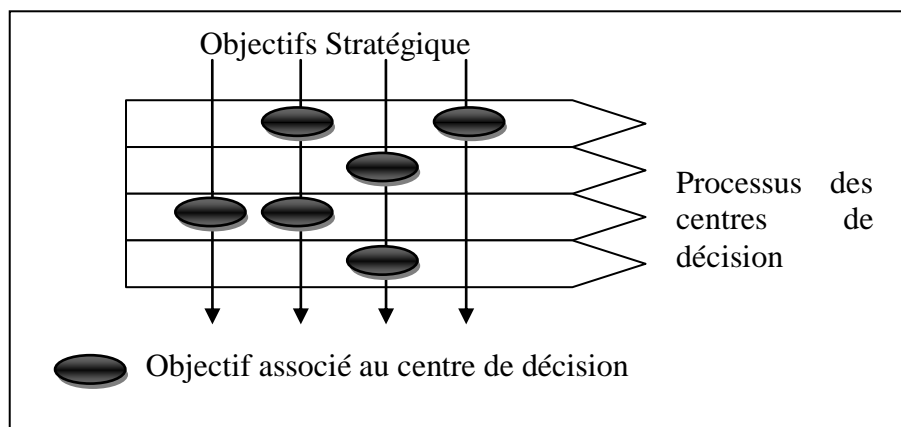 Objectifs Stratégique
Processus des
centres de
décision
Objectif associé au centre de décision